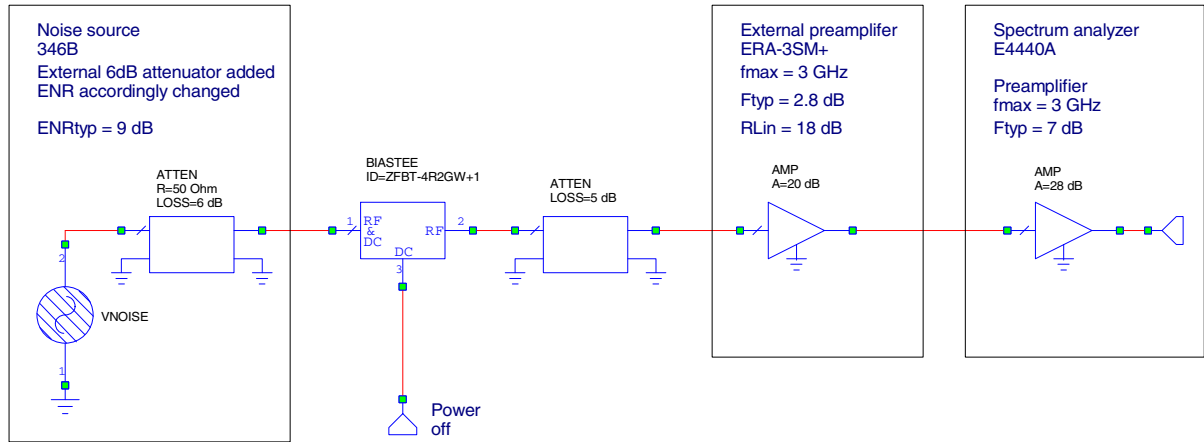 Noise source
346B
External 6dB attenuator added
ENR accordingly changed
ENRtyp = 9 dB
ATTEN
R=50 Ohm
LOSS=6 dB
2
VNOISE
1
BIASTEE
ID=ZFBT-4R2GW+1
1
RF
&
DC
RF
2
DC
3
Power
off
ATTEN
LOSS=5 dB
External preamplifer
ERA-3SM+
fmax = 3 GHz
Ftyp = 2.8 dB
RLin = 18 dB
AMP
A=20 dB
Spectrum analyzer
E4440A
Preamplifier
fmax = 3 GHz
Ftyp = 7 dB
AMP
A=28 dB